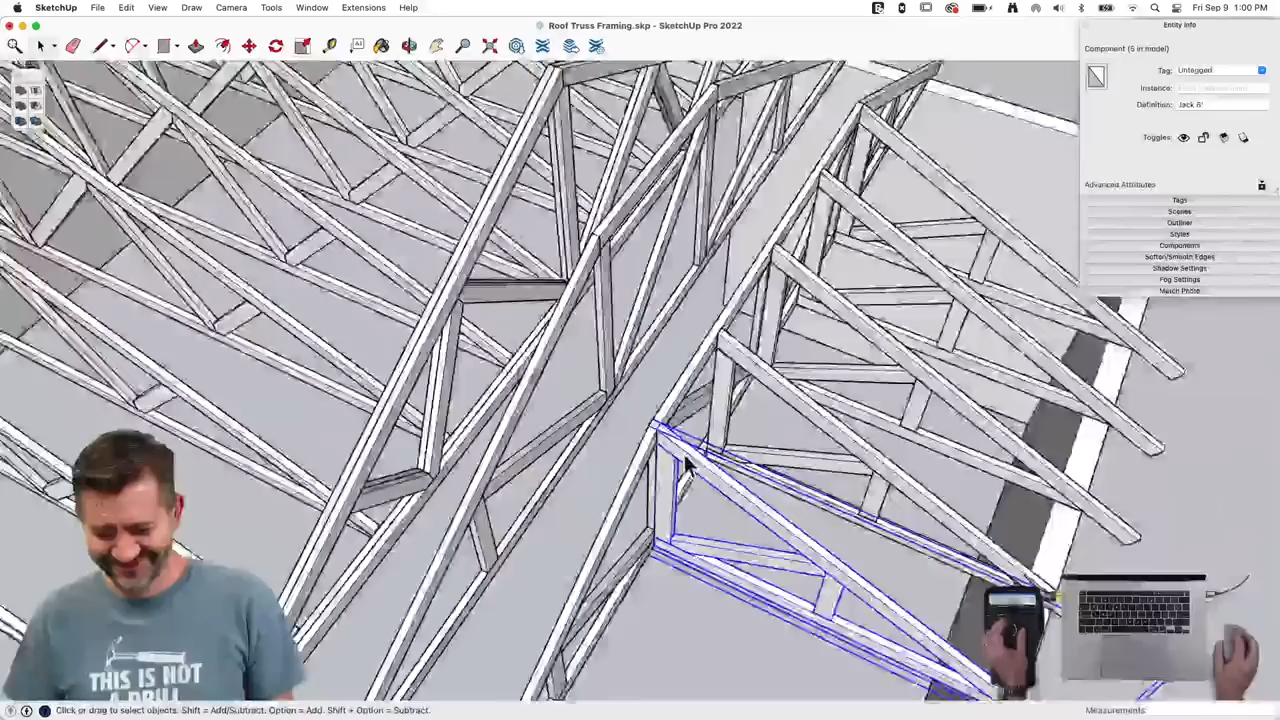 SketchUp File Edit View Draw Camera Tools Window Extensions Help
Fri Sep 9 1:00 PM
Roof Truss Framing.skp - SketchUp Pro 2022
Entity Info
Component (5 in model)
Tag: Untagged
Instance:
Definition: Jack 6'
Toggles:
Advanced Attributes
Tags
Scenes
Outliner
Styles
Components
Soften/Smooth Edges
Shadow Settings
Fog Settings
Match Photo
THIS IS NOT
A DRILL
Click or drag to select objects. Shift = Add/Subtract. Option = Add. Shift + Option = Subtract.
Measurements